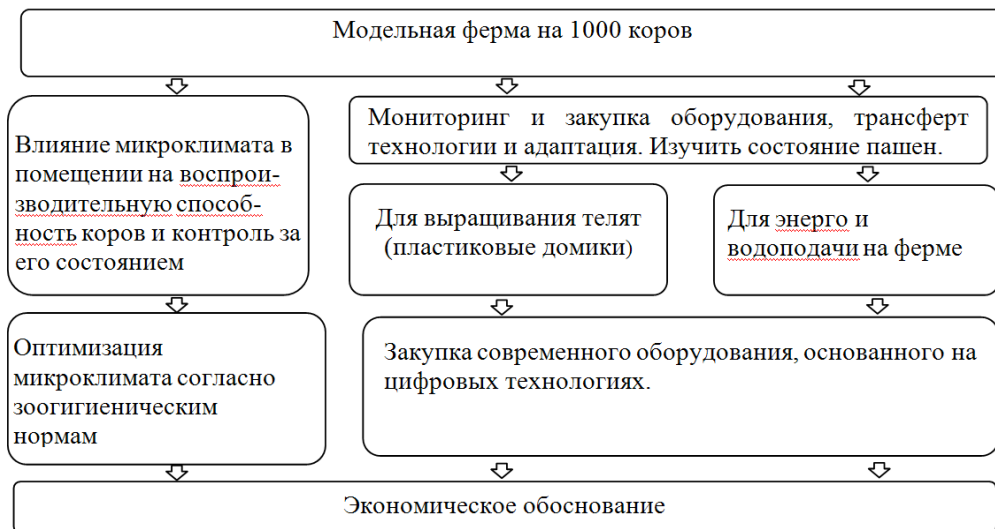 Модельная ферма на 1000 коров
Влияние микроклимата в
помещении на воспрои-
зводительную способ-
ность коров и контроль за
его состоянием
Мониторинг и закупка оборудования, трансферт
технологии и адаптация. Изучить состояние пашен.
Для выращивания телят
(пластиковые домики)
Для энерго и
водоподачи на ферме
Оптимизация
микроклимата согласно
зоогигиеническим
нормам
Закупка современного оборудования, основанного на
цифровых технологиях.
Экономическое обоснование